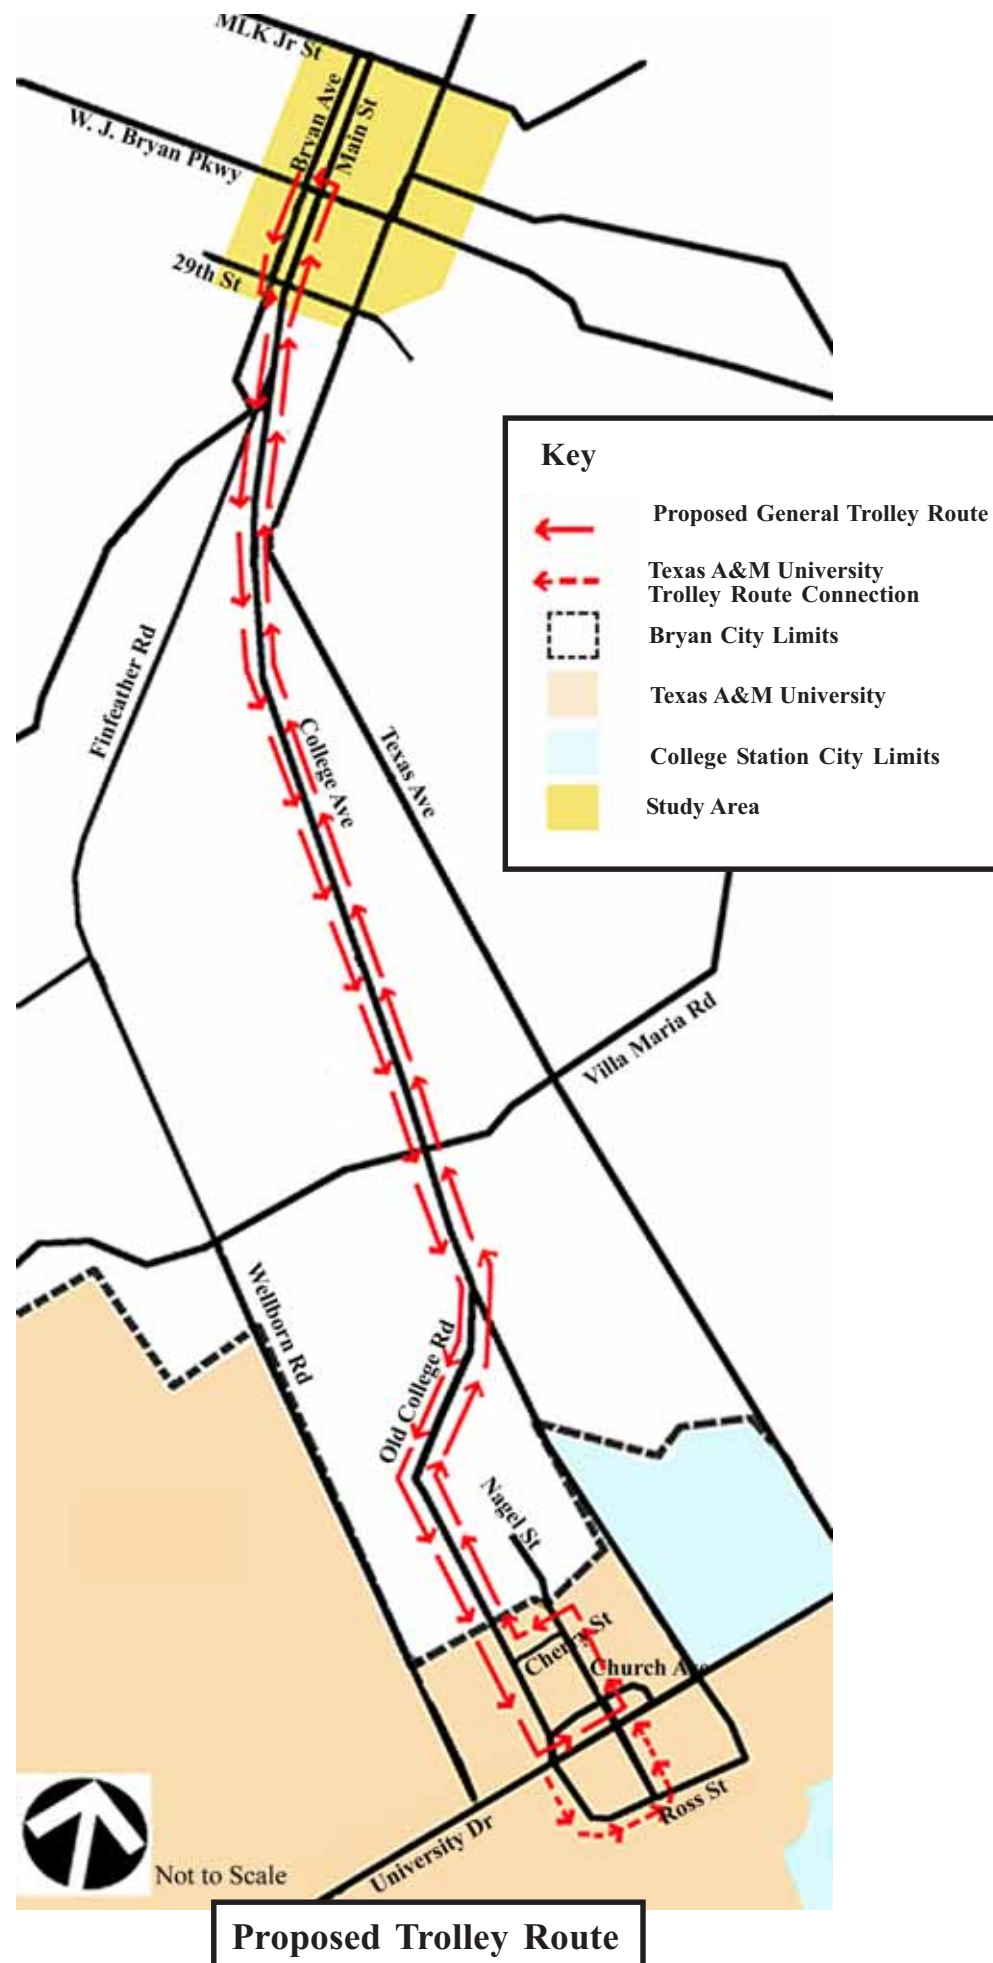 MLK Jr St
Bryan Ave
Main St
W. J. Bryan Pkwy
29th St
Key
Proposed General Trolley Route
Texas A&M University
Trolley Route Connection
Bryan City Limits
Texas A&M University
College Station City Limits
Study Area
Finfeather Rd
College Ave
Texas Ave
Villa Maria Rd
Wellborn Rd
Old College Rd
Nagel St
Cherry St
Church Ave
Ross St
University Dr
Not to Scale
Proposed Trolley Route